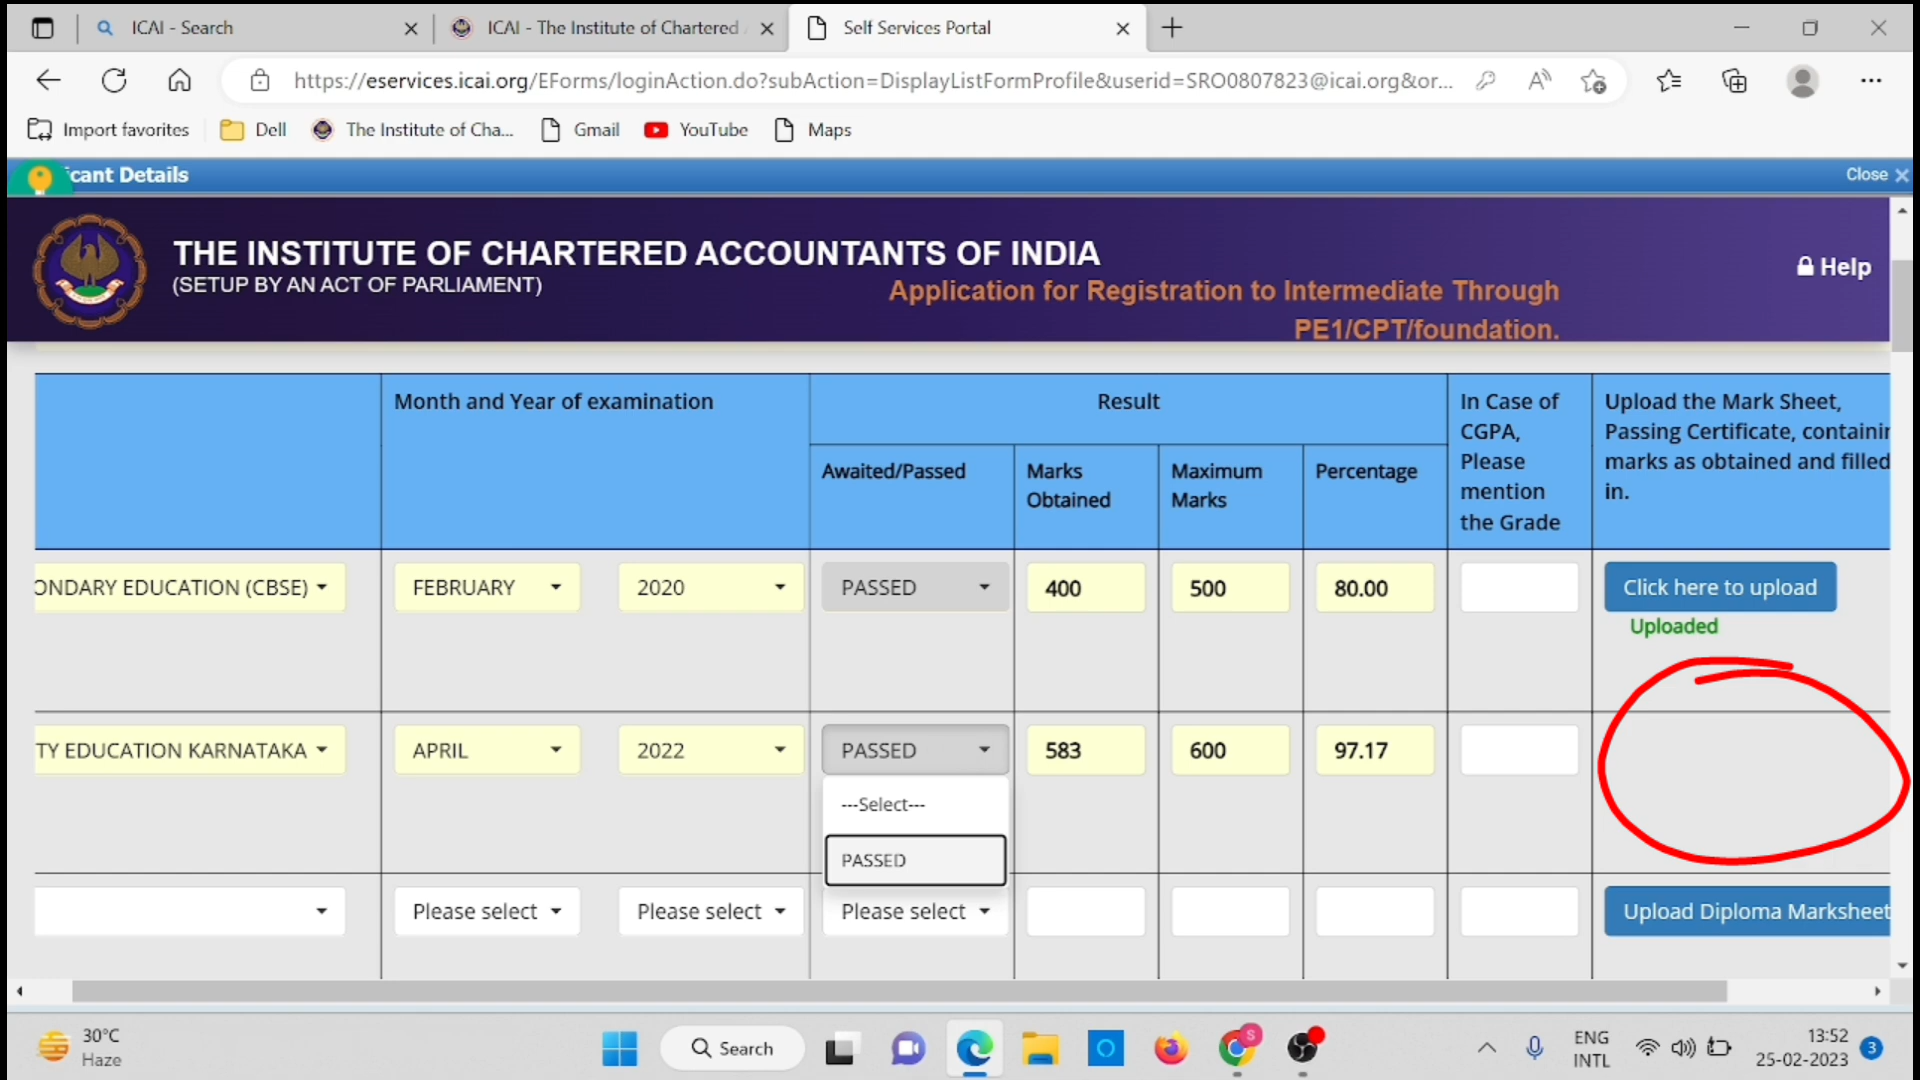 ICAI - Search
ICAI - The Institute of Chartered
Self Services Portal
https://eservices.icai.org/EForms/loginAction.do?subAction=DisplayListFormProfile&userid=SRO0807823@icai.org&or...
Import favorites
Dell
The Institute of Cha...
Gmail
YouTube
Maps
cant Details
Close
THE INSTITUTE OF CHARTERED ACCOUNTANTS OF INDIA
(SETUP BY AN ACT OF PARLIAMENT)
Application for Registration to Intermediate Through
PE1/CPT/foundation.
Help
Month and Year of examination
Result
Awaited/Passed
Marks
Obtained
Maximum
Marks
Percentage
In Case of
CGPA,
Please
mention
the Grade
Upload the Mark Sheet,
Passing Certificate, containin
marks as obtained and filled
in.
ONDARY EDUCATION (CBSE)
FEBRUARY
2020
PASSED
400
500
80.00
Click here to upload
Uploaded
TY EDUCATION KARNATAKA
APRIL
2022
PASSED
583
600
97.17
---Select---
PASSED
Please select
Please select
Please select
Upload Diploma Marksheet
30°C
Haze
Search
S
ENG
INTL
13:52
25-02-2023
3